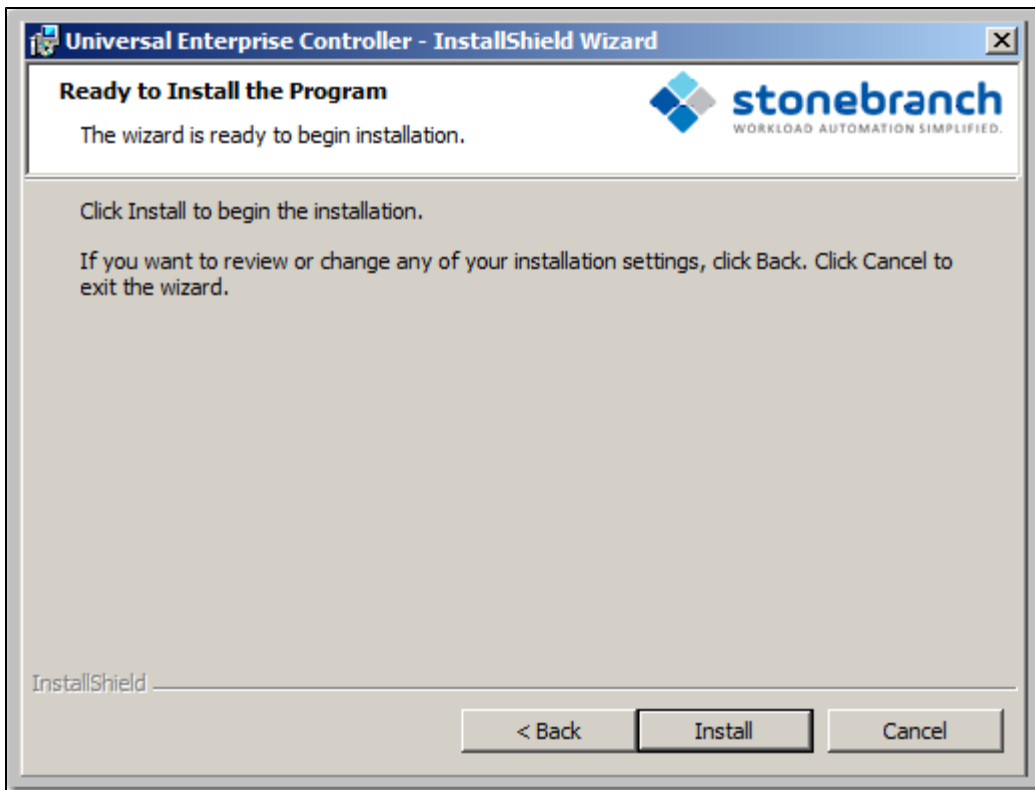 Universal Enterprise Controller - InstallShield Wizard
Ready to Install the Program
The wizard is ready to begin installation.
stonebranch
WORKLOAD AUTOMATION SIMPLIFIED.
Click Install to begin the installation.
If you want to review or change any of your installation settings, click Back. Click Cancel to
exit the wizard.
InstallShield
< Back
Install
Cancel